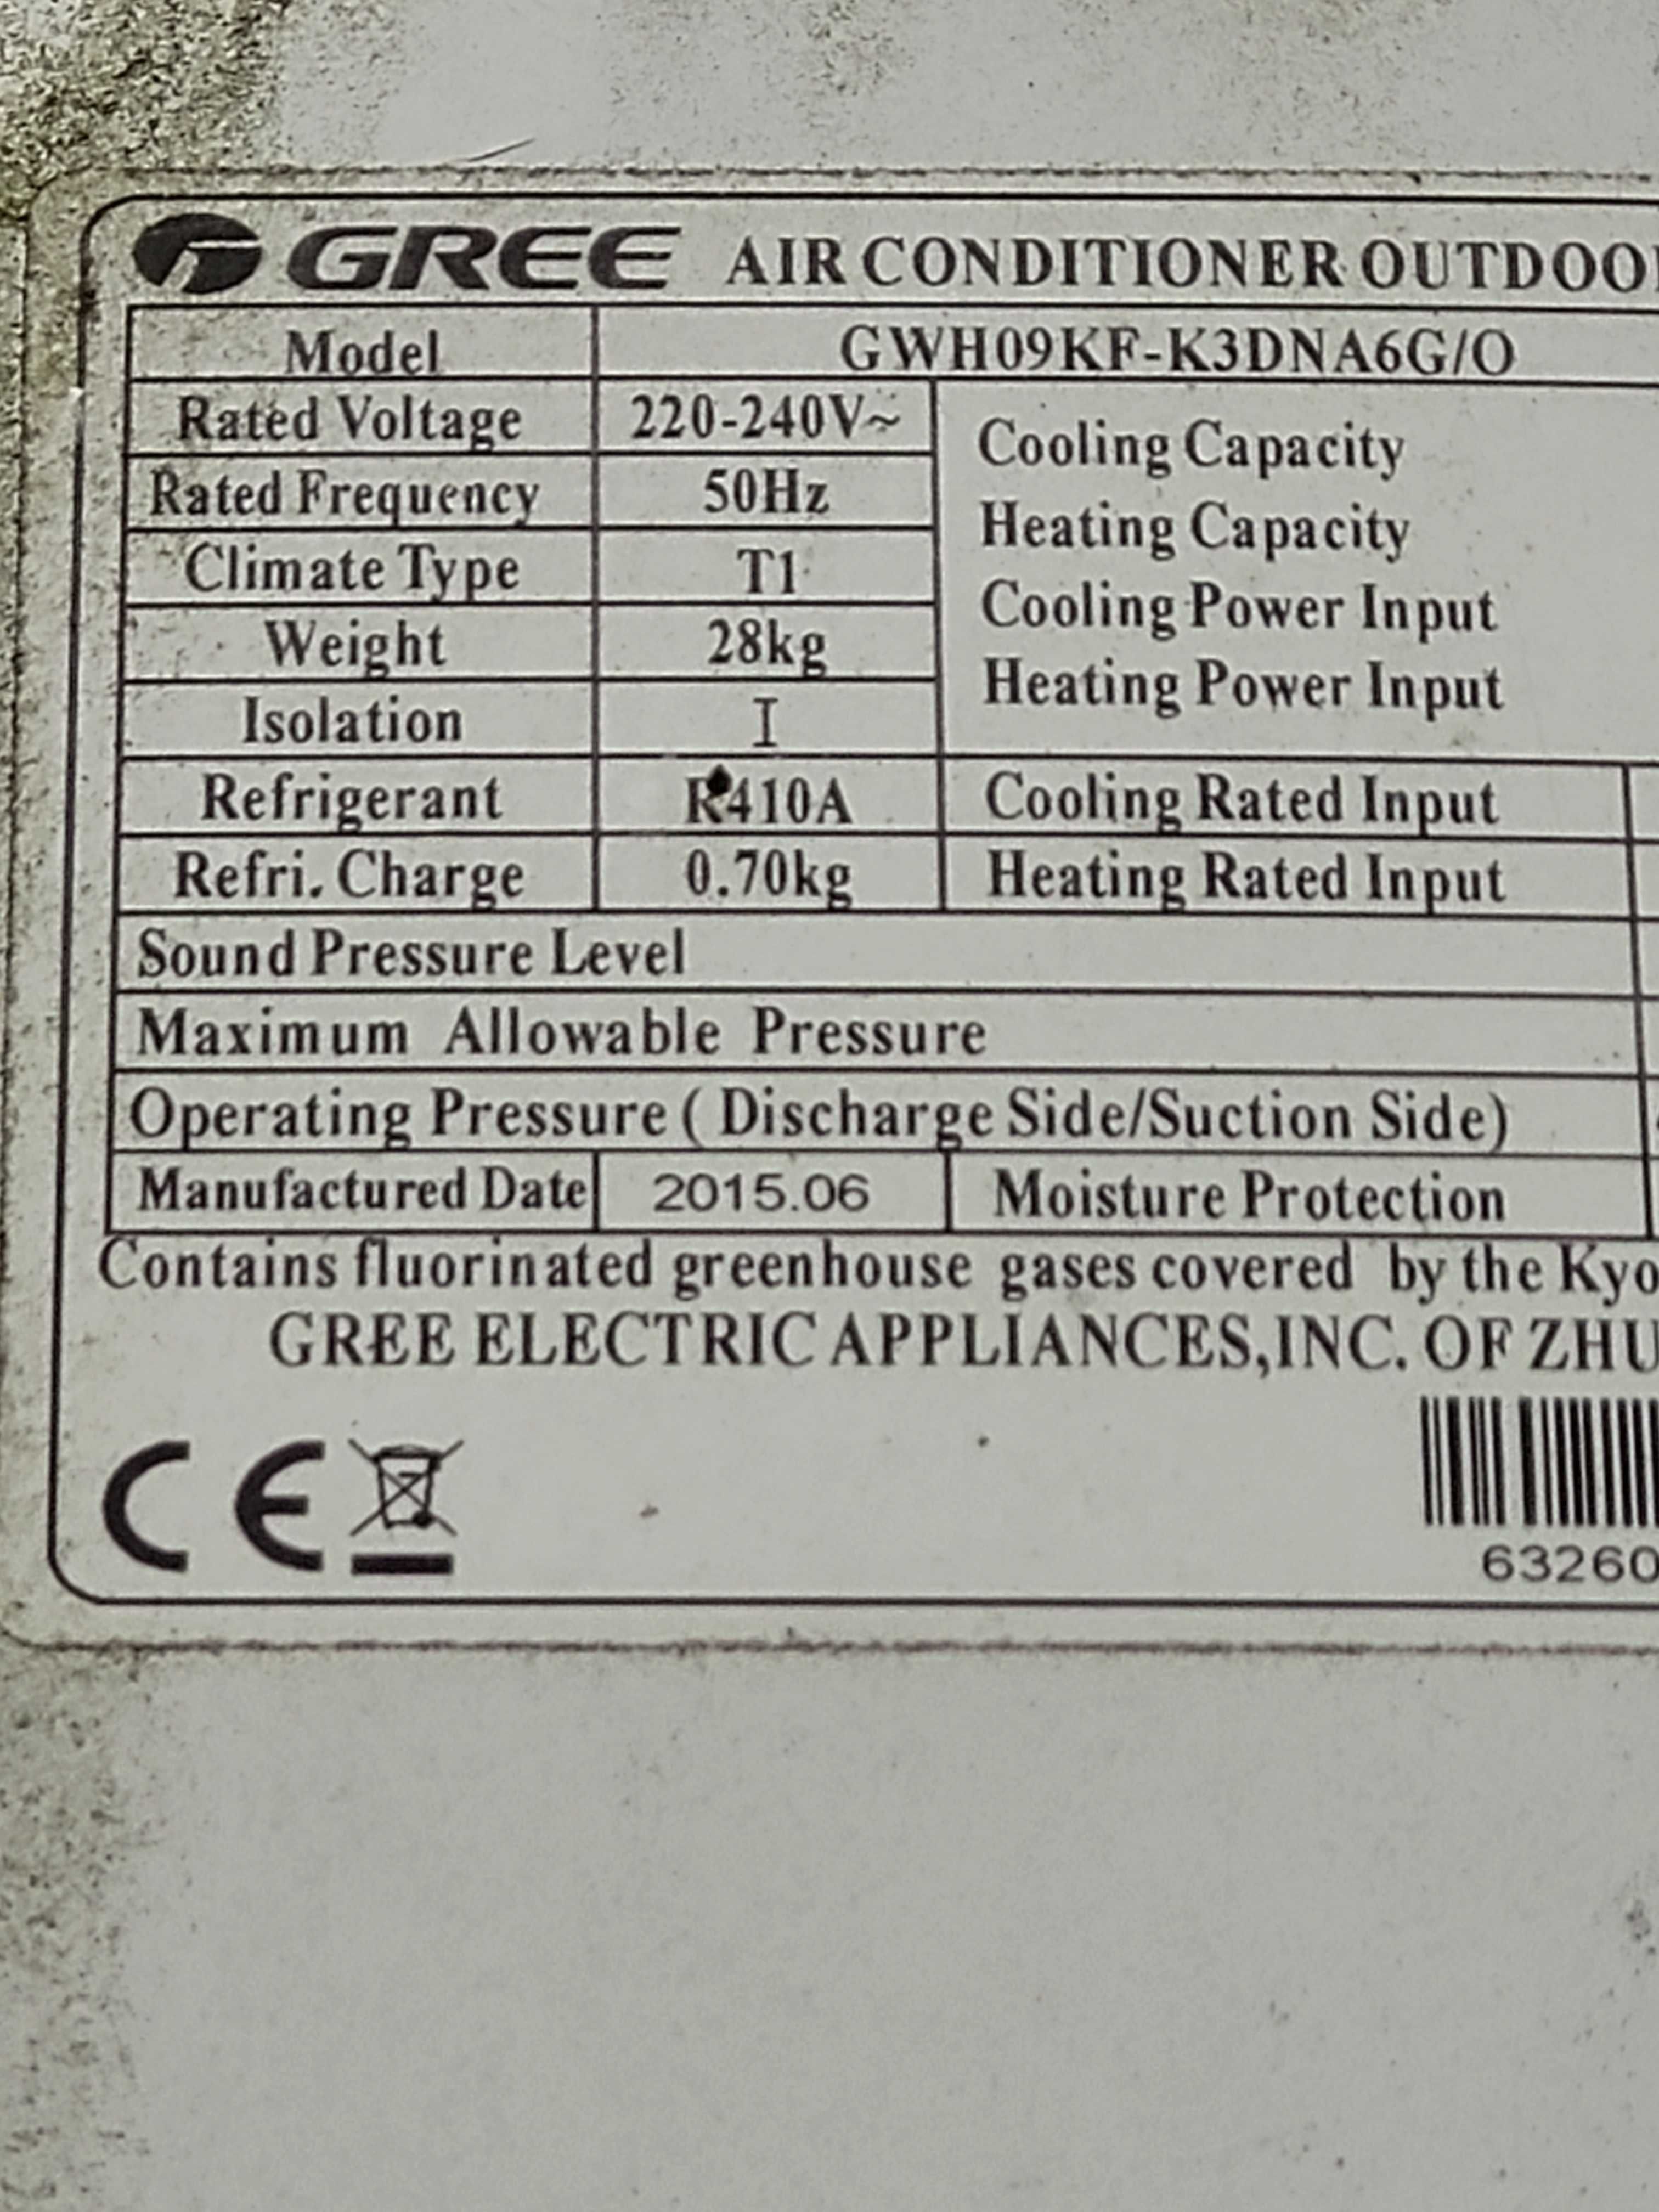 GREE AIR CONDITIONER OUTDOO
Model GWH09KF-K3DNA6G/O
Rated Voltage 220-240V~ Cooling Capacity
Rated Frequency 50Hz Heating Capacity
Climate Type T1 Cooling Power Input
Weight 28kg Heating Power Input
Isolation I
Refrigerant R410A Cooling Rated Input
Refri. Charge 0.70kg Heating Rated Input
Sound Pressure Level
Maximum Allowable Pressure
Operating Pressure ( Discharge Side/Suction Side)
Manufactured Date 2015.06 Moisture Protection
Contains fluorinated greenhouse gases covered by the Kyo
GREE ELECTRIC APPLIANCES,INC. OF ZHU
CE
63260